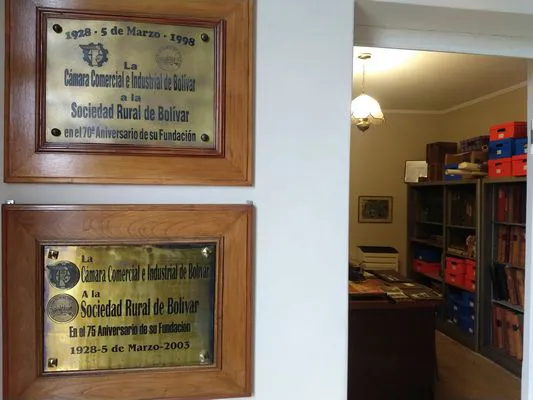 1928 - 5 de Marzo - 1998
La
Cámara Comercial e Industrial de Bolívar
a la
Sociedad Rural de Bolívar
en el 70º Aniversario de su Fundación
La
Cámara Comercial e Industrial de Bolívar
A la
Sociedad Rural de Bolívar
En el 75 Aniversario de su Fundación
1928-5 de Marzo-2003